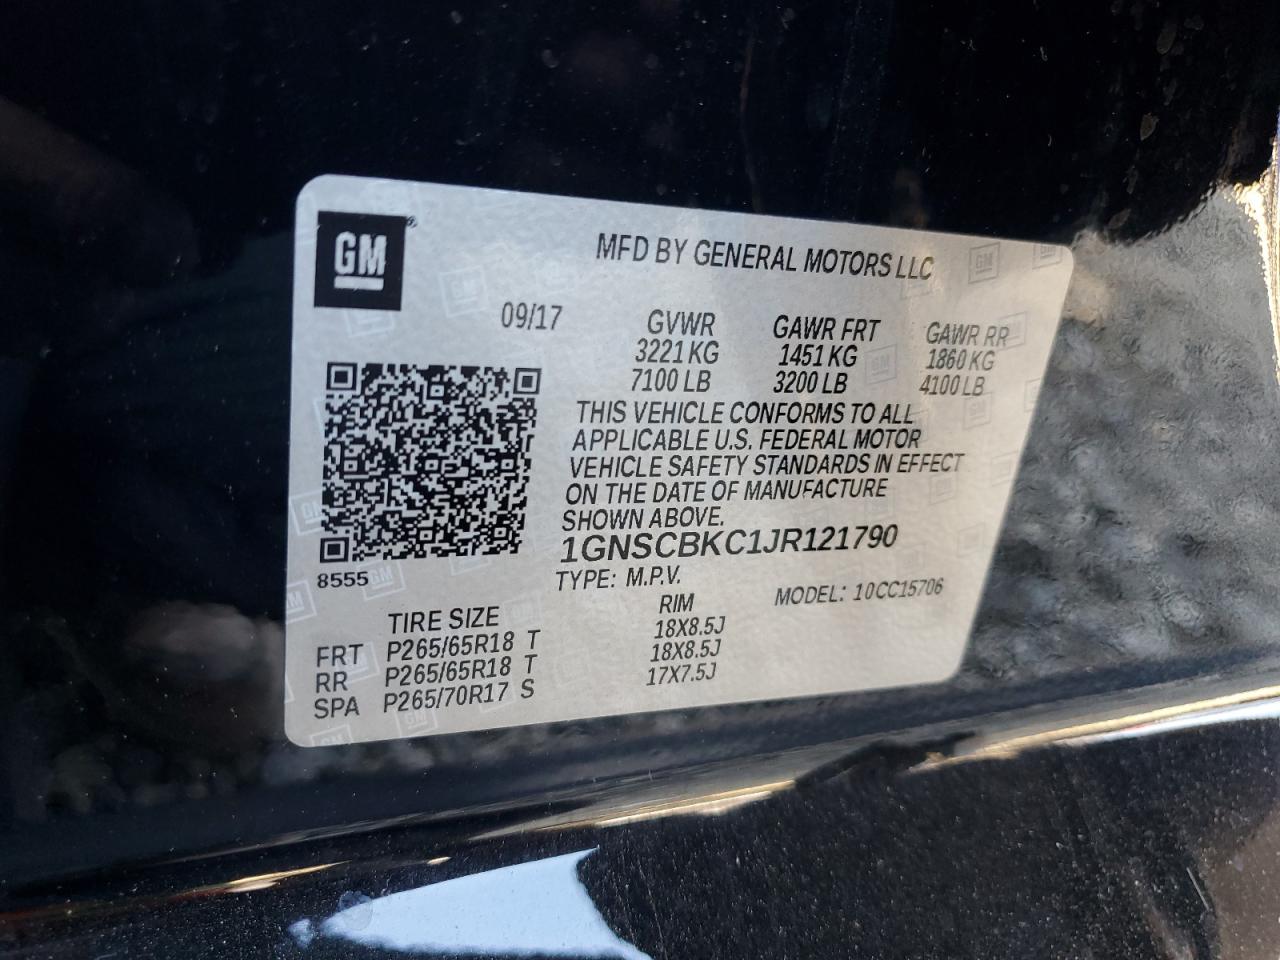 GM
MFD BY GENERAL MOTORS LLC
09/17
GVWR GAWR FRT GAWR RR
3221 KG 1451 KG 1860 KG
7100 LB 3200 LB 4100 LB
THIS VEHICLE CONFORMS TO ALL
APPLICABLE U.S. FEDERAL MOTOR
VEHICLE SAFETY STANDARDS IN EFFECT
ON THE DATE OF MANUFACTURE
SHOWN ABOVE.
1GNSCBKC1JR121790
8555
TYPE: M.P.V. MODEL: 10CC15706
TIRE SIZE RIM
FRT P265/65R18 T 18X8.5J
RR P265/65R18 T 18X8.5J
SPA P265/70R17 S 17X7.5J